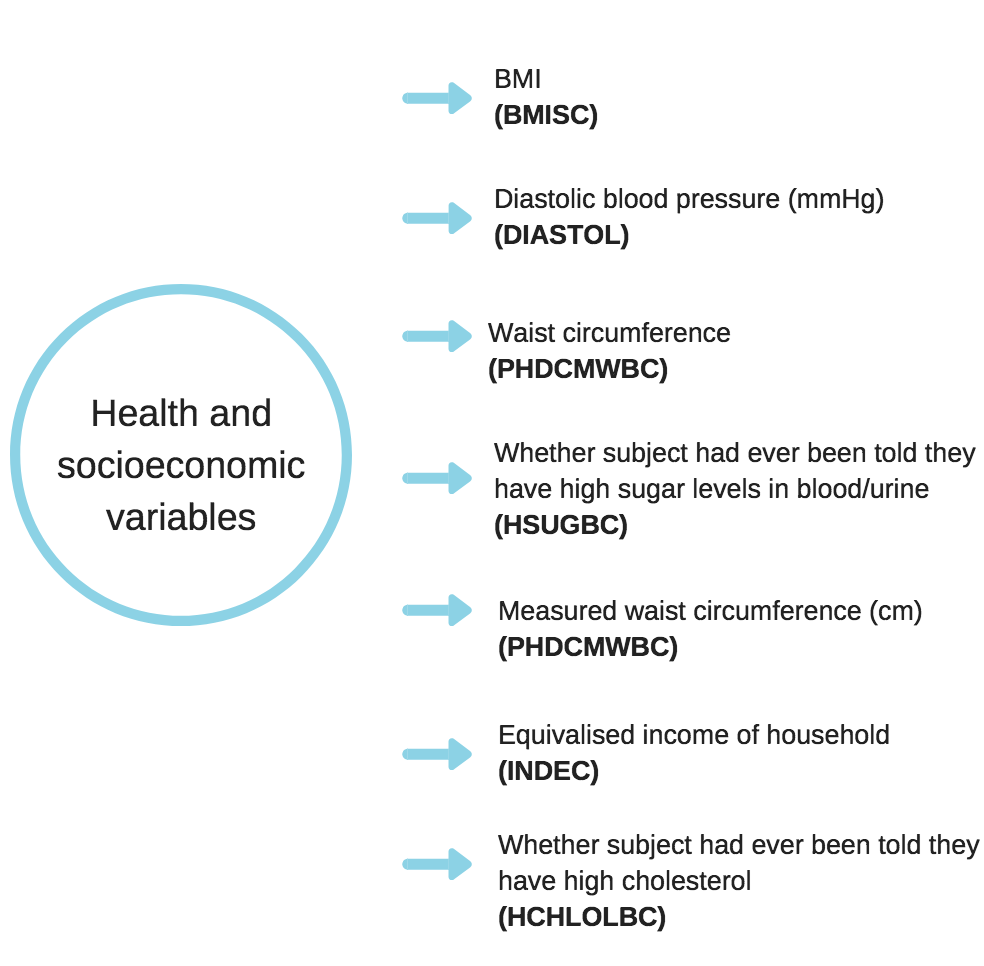 Health and
socioeconomic
variables
BMI
(BMISC)
Diastolic blood pressure (mmHg)
(DIASTOL)
Waist circumference
(PHDCMWBC)
Whether subject had ever been told they
have high sugar levels in blood/urine
(HSUGBC)
Measured waist circumference (cm)
(PHDCMWBC)
Equivalised income of household
(INDEC)
Whether subject had ever been told they
have high cholesterol
(HCHLOLBC)